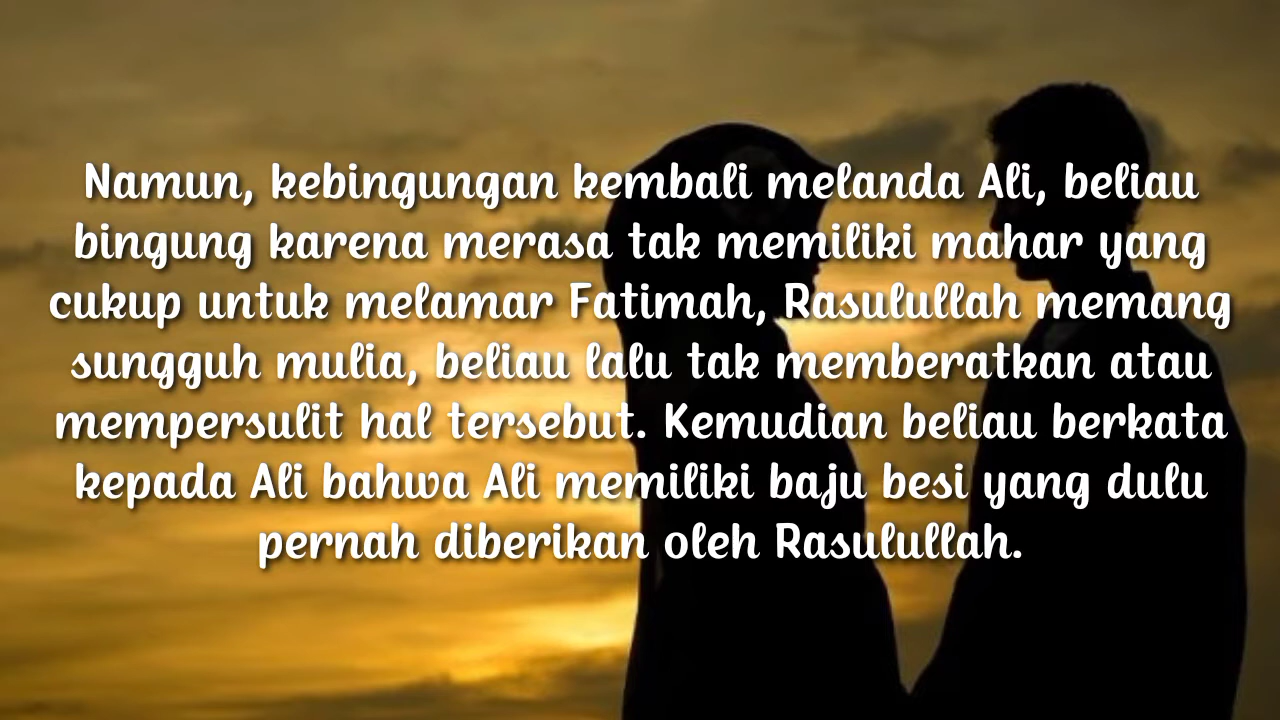 Namun, kebingungan kembali melanda Ali, beliau
bingung karena merasa tak memiliki mahar yang
cukup untuk melamar Fatimah, Rasulullah memang
sungguh mulia, beliau lalu tak memberatkan atau
mempersulit hal tersebut. Kemudian beliau berkata
kepada Ali bahwa Ali memiliki baju besi yang dulu
pernah diberikan oleh Rasulullah.